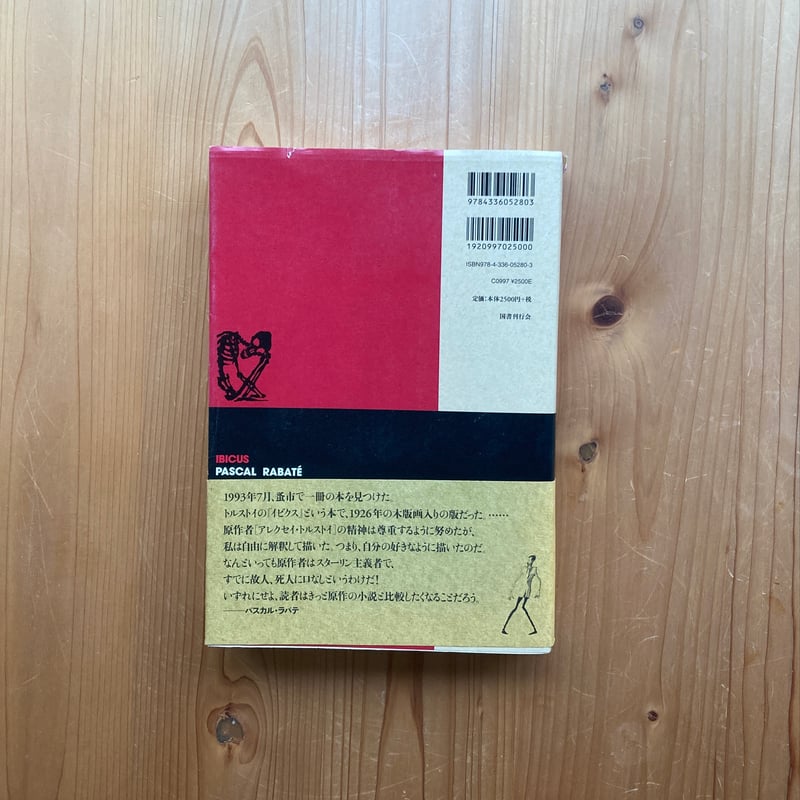 9784336052803
1920997025000
ISBN978-4-336-05280-3
C0997 ¥2500E
定価:本体2500円+税
国書刊行会
IBICUS
PASCAL RABATÉ
1993年7月、蚤市で一冊の本を見つけた。
トルストイの『イビクス』という本で、1926年の木版画入りの版だった。……
原作者[アレクセイ・トルストイ]の精神は尊重するように努めたが、
私は自由に解釈して描いた。つまり、自分の好きなように描いたのだ。
なんといっても原作者はスターリン主義者で、
すでに故人、死人に口なしというわけだ!
いずれにせよ、読者はきっと原作の小説と比較したくなることだろう。
――パスカル・ラバテ